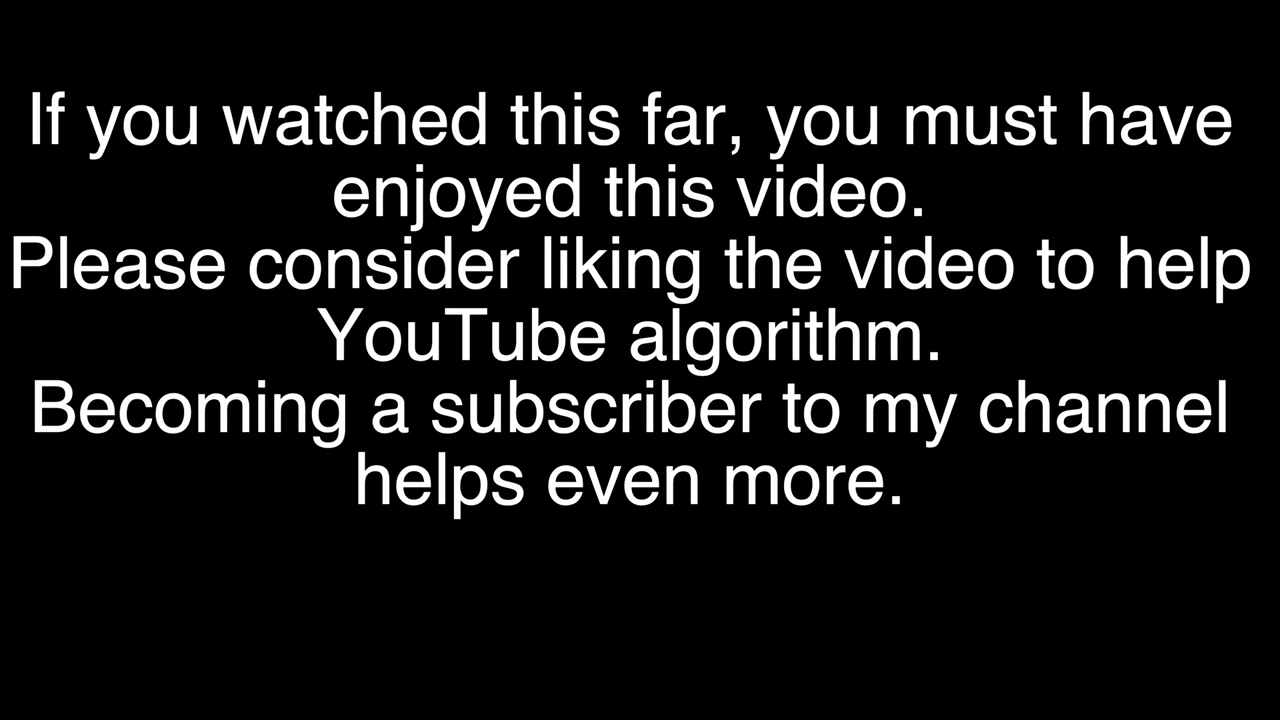 If you watched this far, you must have
enjoyed this video.
Please consider liking the video to help
YouTube algorithm.
Becoming a subscriber to my channel
helps even more.